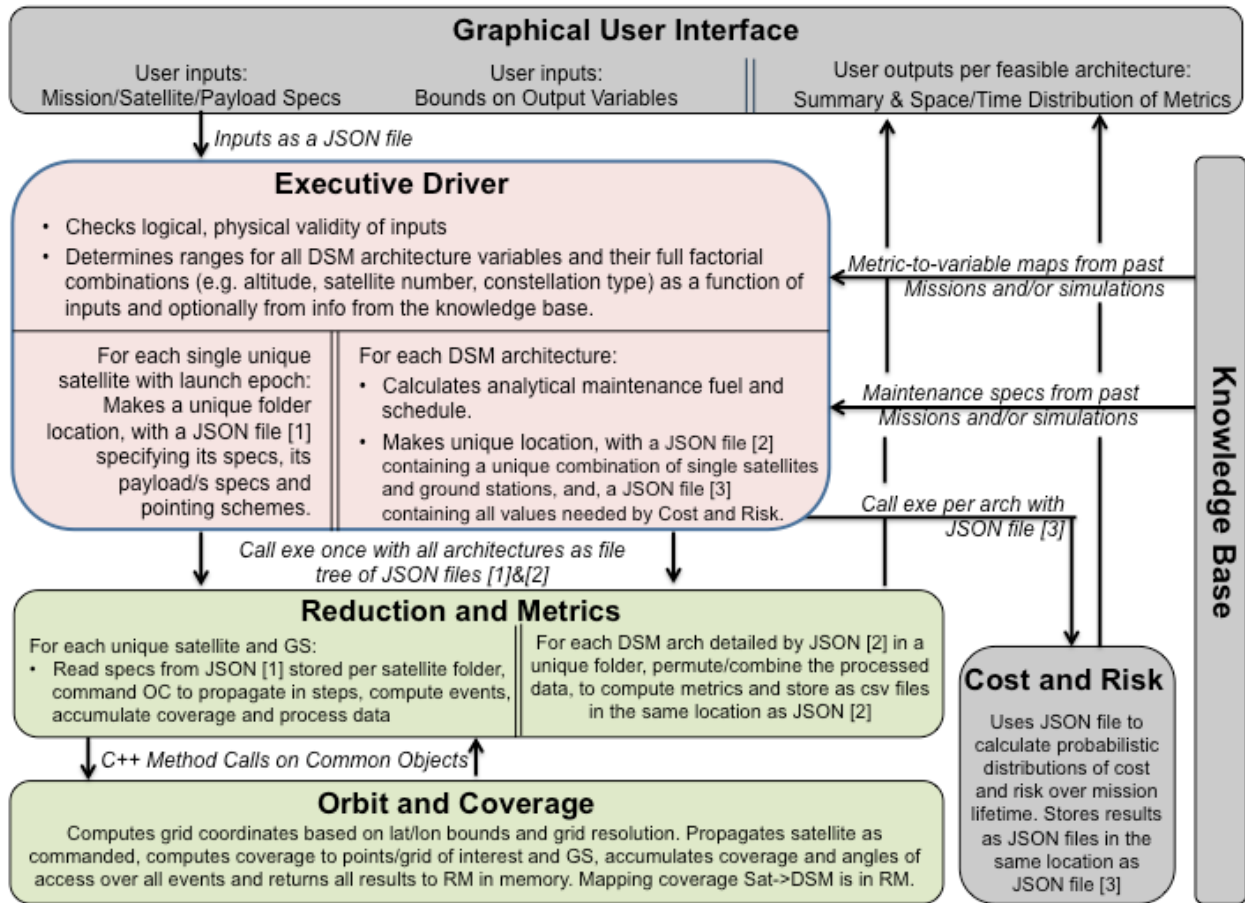 Graphical User Interface
User inputs:
Mission/Satellite/Payload Specs
User inputs:
Bounds on Output Variables
User outputs per feasible architecture:
Summary & Space/Time Distribution of Metrics
Inputs as a JSON file
Executive Driver
• Checks logical, physical validity of inputs
• Determines ranges for all DSM architecture variables and their full factorial
combinations (e.g. altitude, satellite number, constellation type) as a function of
inputs and optionally from info from the knowledge base.
For each single unique
satellite with launch epoch:
Makes a unique folder
location, with a JSON file [1]
specifying its specs, its
payload/s specs and
pointing schemes.
For each DSM architecture:
• Calculates analytical maintenance fuel and
schedule.
• Makes unique location, with a JSON file [2]
containing a unique combination of single satellites
and ground stations, and, a JSON file [3]
containing all values needed by Cost and Risk.
Metric-to-variable maps from past
Missions and/or simulations
Maintenance specs from past
Missions and/or simulations
Knowledge Base
Call exe per arch with
JSON file [3]
Call exe once with all architectures as file
tree of JSON files [1]&[2]
Reduction and Metrics
For each unique satellite and GS:
• Read specs from JSON [1] stored per satellite folder,
command OC to propagate in steps, compute events,
accumulate coverage and process data
For each DSM arch detailed by JSON [2] in a
unique folder, permute/combine the processed
data, to compute metrics and store as csv files
in the same location as JSON [2]
C++ Method Calls on Common Objects
Orbit and Coverage
Computes grid coordinates based on lat/lon bounds and grid resolution. Propagates satellite as
commanded, computes coverage to points/grid of interest and GS, accumulates coverage and angles of
access over all events and returns all results to RM in memory. Mapping coverage Sat->DSM is in RM.
Cost and Risk
Uses JSON file to
calculate probabilistic
distributions of cost
and risk over mission
lifetime. Stores results
as JSON files in the
same location as
JSON file [3]